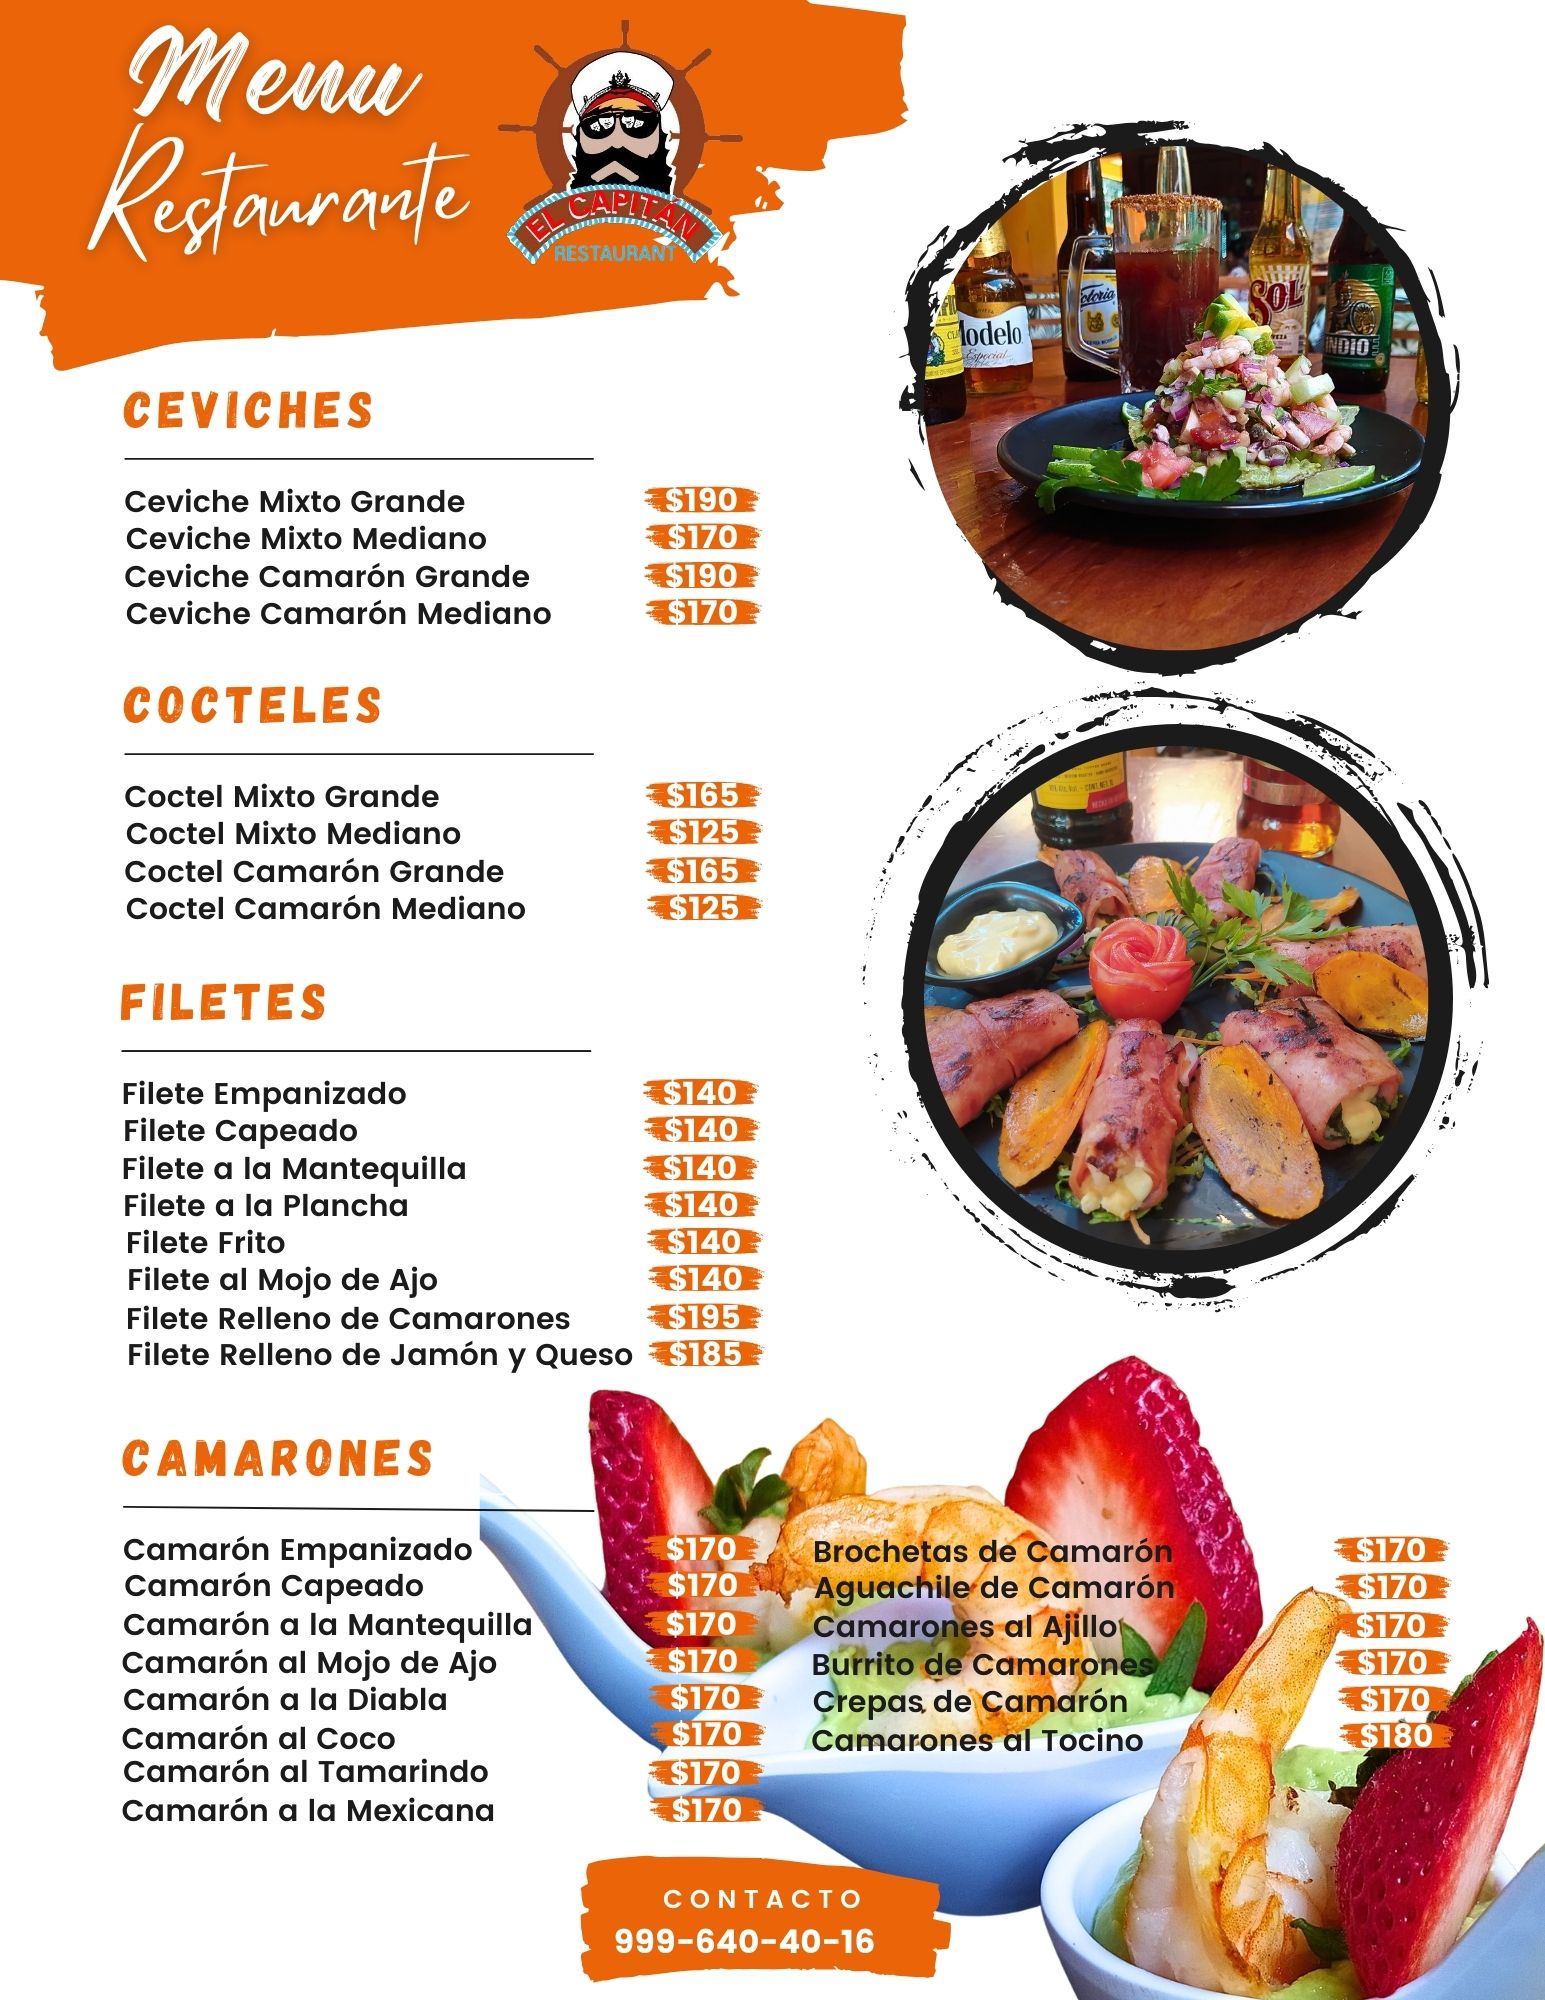 Menu
Restaurante
EL CAPITÁN
RESTAURANT
CEVICHES
Ceviche Mixto Grande $190
Ceviche Mixto Mediano $170
Ceviche Camarón Grande $190
Ceviche Camarón Mediano $170
COCTELES
Coctel Mixto Grande $165
Coctel Mixto Mediano $125
Coctel Camarón Grande $165
Coctel Camarón Mediano $125
FILETES
Filete Empanizado $140
Filete Capeado $140
Filete a la Mantequilla $140
Filete a la Plancha $140
Filete Frito $140
Filete al Mojo de Ajo $140
Filete Relleno de Camarones $195
Filete Relleno de Jamón y Queso $185
CAMARONES
Camarón Empanizado $170
Camarón Capeado $170
Camarón a la Mantequilla $170
Camarón al Mojo de Ajo $170
Camarón a la Diabla $170
Camarón al Coco $170
Camarón al Tamarindo $170
Camarón a la Mexicana $170
Brochetas de Camarón $170
Aguachile de Camarón $170
Camarones al Ajillo $170
Burrito de Camarones $170
Crepas de Camarón $170
Camarones al Tocino $180
CONTACTO
999-640-40-16
Modelo
Especial
Victoria
SOL
INDIO